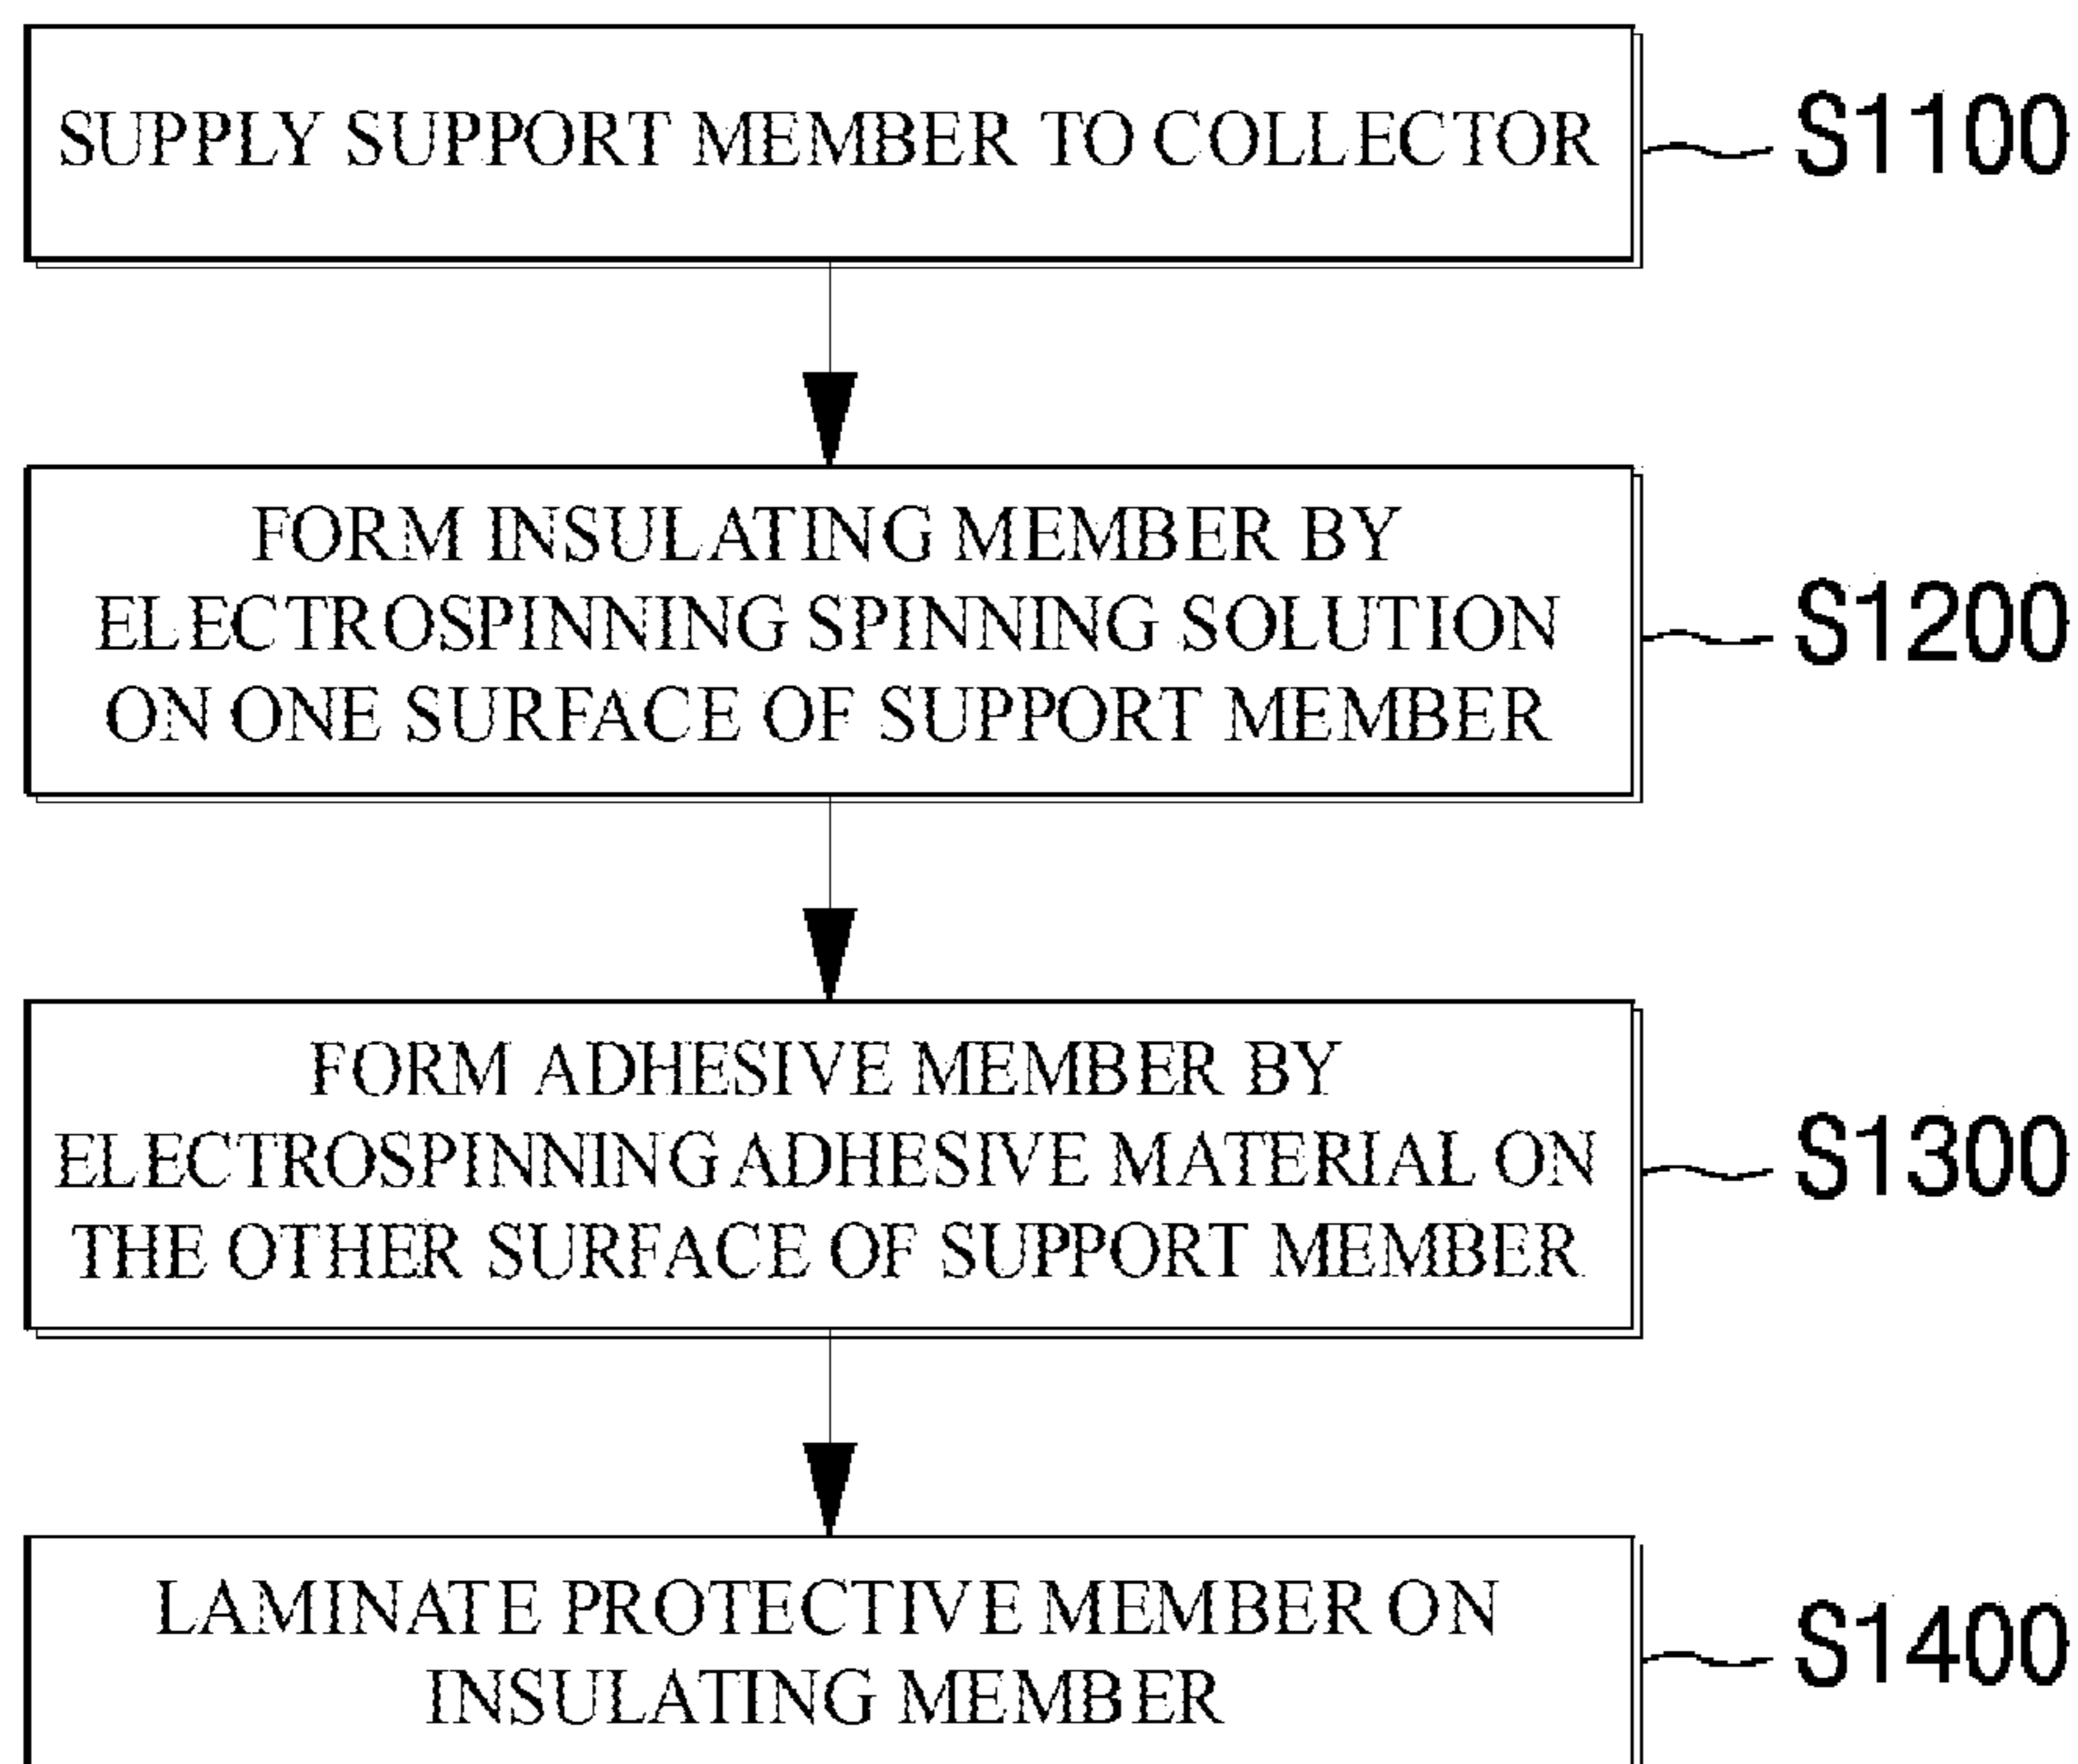 SUPPLY SUPPORT MEMBER TO COLLECTOR
S1100
FORM INSULATING MEMBER BY
ELECTROSPINNING SPINNING SOLUTION
ON ONE SURFACE OF SUPPORT MEMBER
S1200
FORM ADHESIVE MEMBER BY
ELECTROSPINNING ADHESIVE MATERIAL ON
THE OTHER SURFACE OF SUPPORT MEMBER
S1300
LAMINATE PROTECTIVE MEMBER ON
INSULATING MEMBER
S1400